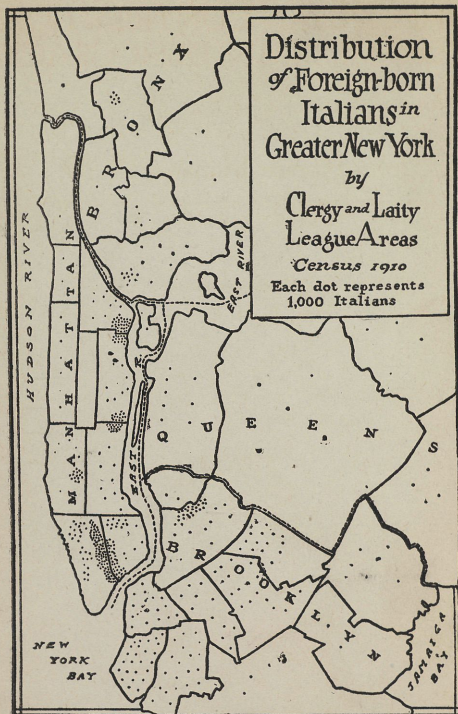 Distribution
of Foreign-born
Italians in
Greater New York
by
Clergy and Laity
League Areas
Census 1910
Each dot represents
1,000 Italians
BRONX
HUDSON RIVER
MANHATTAN
EAST RIVER
EAST
QUEENS
BROOKLYN
NEW
YORK
BAY
JAMAICA
BAY